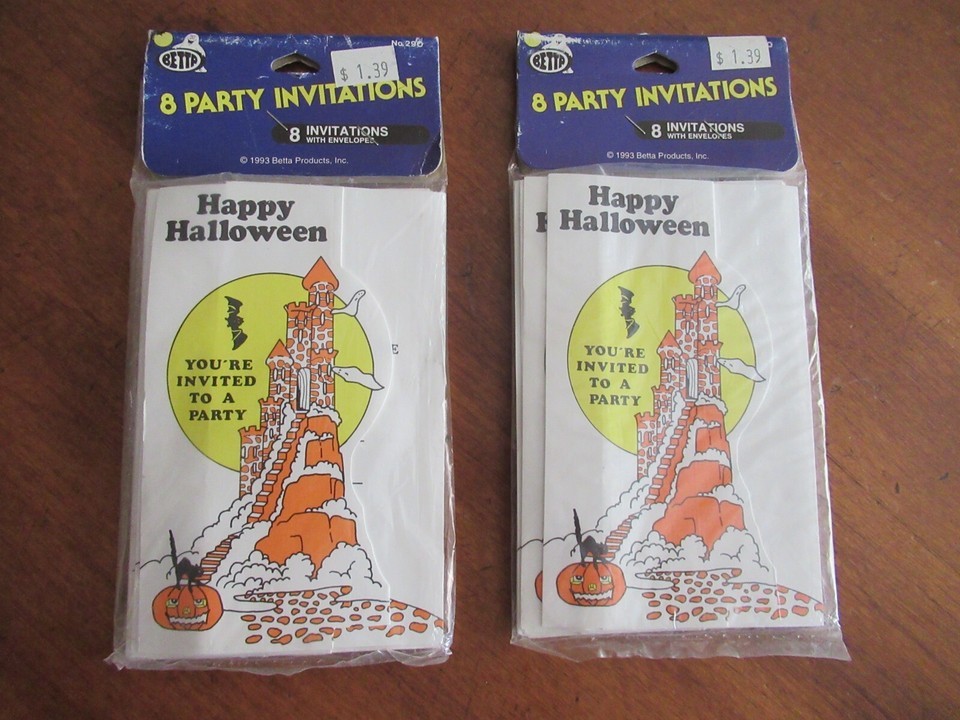 BETTA
No. 290
$ 1.39
8 PARTY INVITATIONS
8 INVITATIONS
WITH ENVELOPES
© 1993 Betta Products, Inc.
Happy
Halloween
YOU'RE
INVITED
TO A
PARTY
E
BETTA
$ 1.39
8 PARTY INVITATIONS
8 INVITATIONS
WITH ENVELOPES
© 1993 Betta Products, Inc.
Happy
Halloween
YOU'RE
INVITED
TO A
PARTY